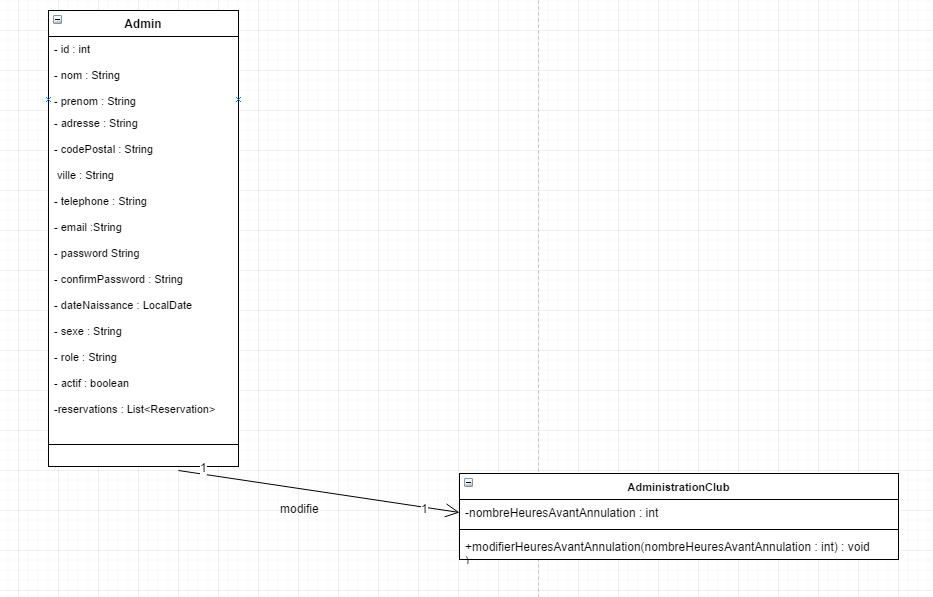 Admin
- id : int
- nom : String
- prenom : String
- adresse : String
- codePostal : String
ville : String
- telephone : String
- email :String
- password String
- confirmPassword : String
- dateNaissance : LocalDate
- sexe : String
- role : String
- actif : boolean
-reservations : List<Reservation>
1
modifie
1
AdministrationClub
-nombreHeuresAvantAnnulation : int
+modifierHeuresAvantAnnulation(nombreHeuresAvantAnnulation : int) : void
)